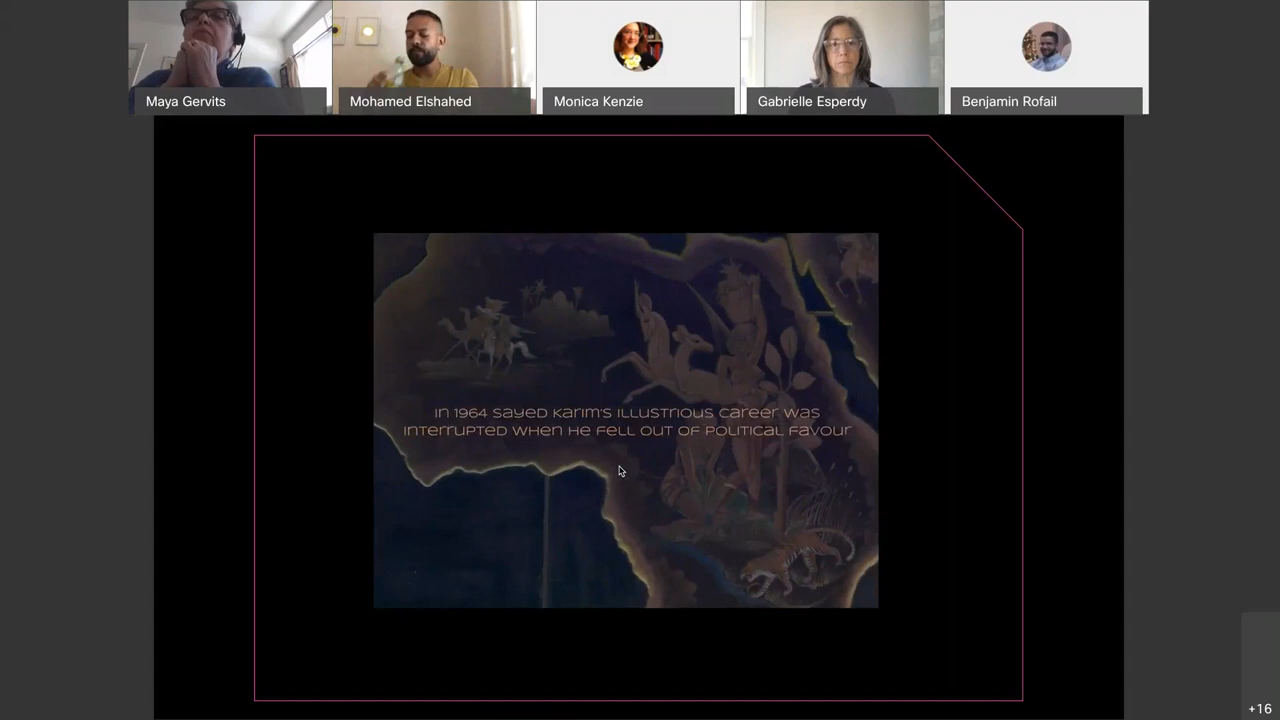 Maya Gervits
Mohamed Elshahed
Monica Kenzie
Gabrielle Esperdy
Benjamin Rofail
In 1964 Sayed Karim's illustrious career was
interrupted when he fell out of political favour
+16